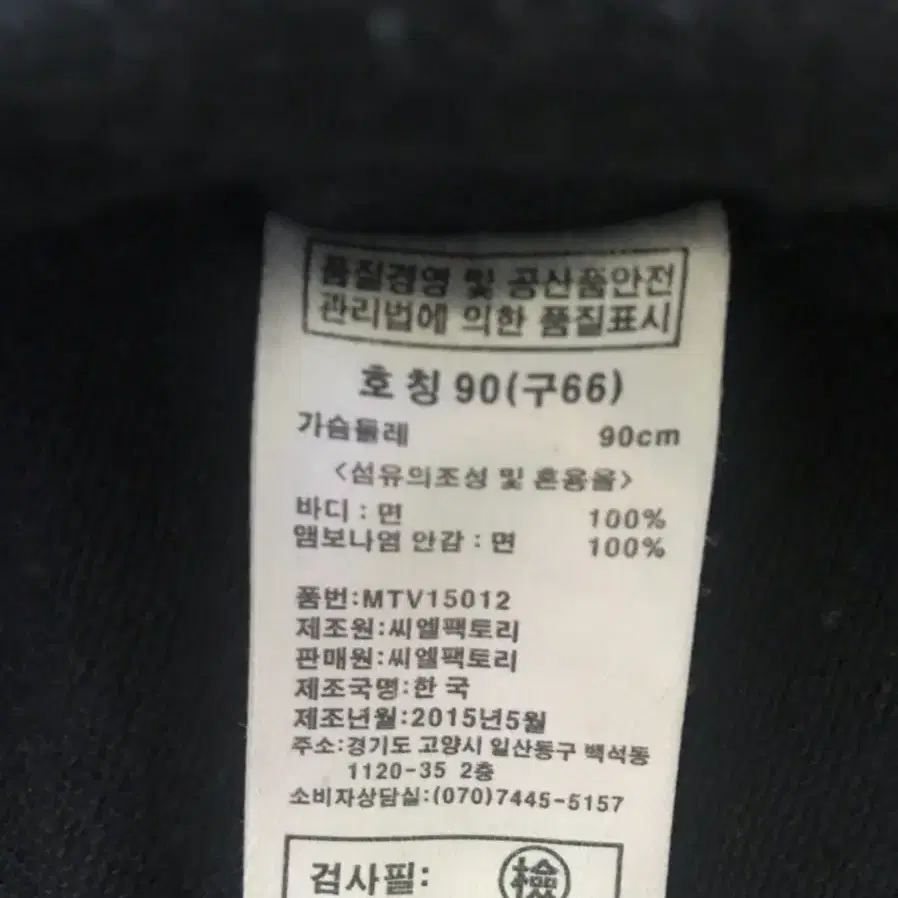 품질경영 및 공산품안전
관리법에 의한 품질표시
호 칭 90(구66)
가슴둘레 90cm
<섬유의조성 및 혼용율>
바디 : 면 100%
앰보나염 안감 : 면 100%
품번:MTV15012
제조원:씨엘팩토리
판매원:씨엘팩토리
제조국명:한 국
제조년월:2015년5월
주소:경기도 고양시 일산동구 백석동
1120-35 2층
소비자상담실:(070)7445-5157
검사필: 檢